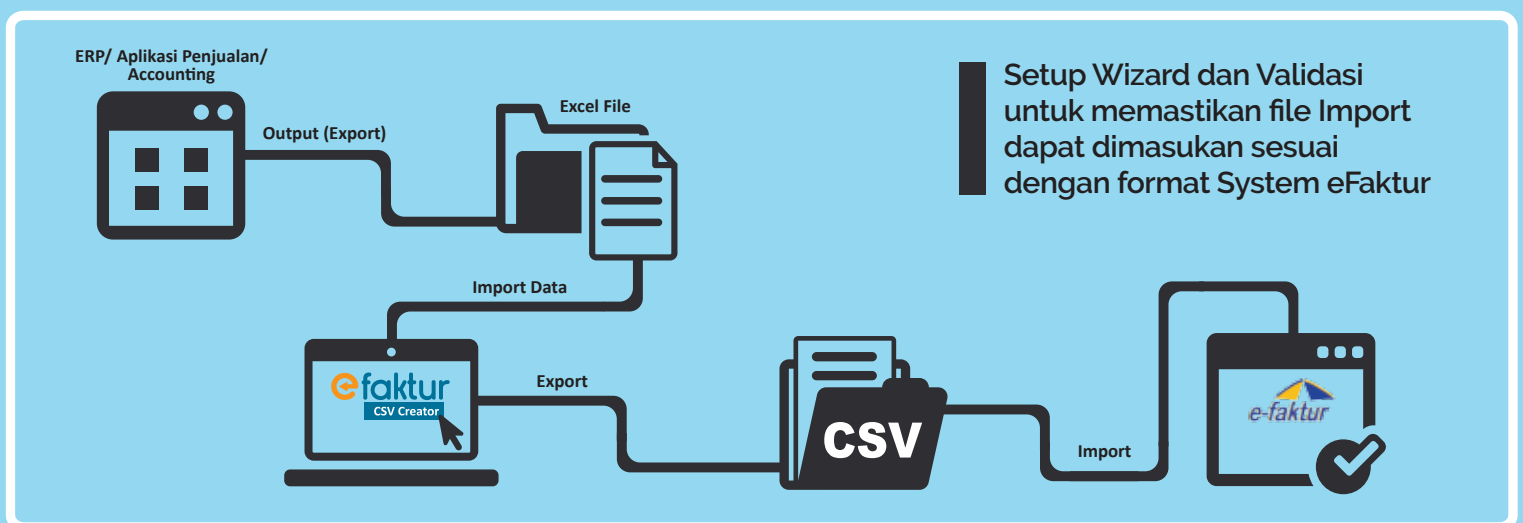 ERP/ Aplikasi Penjualan/
Accounting
Output (Export)
Excel File
Setup Wizard dan Validasi
untuk memastikan file Import
dapat dimasukan sesuai
dengan format System eFaktur
Import Data
efaktur
CSV Creator
Export
CSV
Import
e-faktur